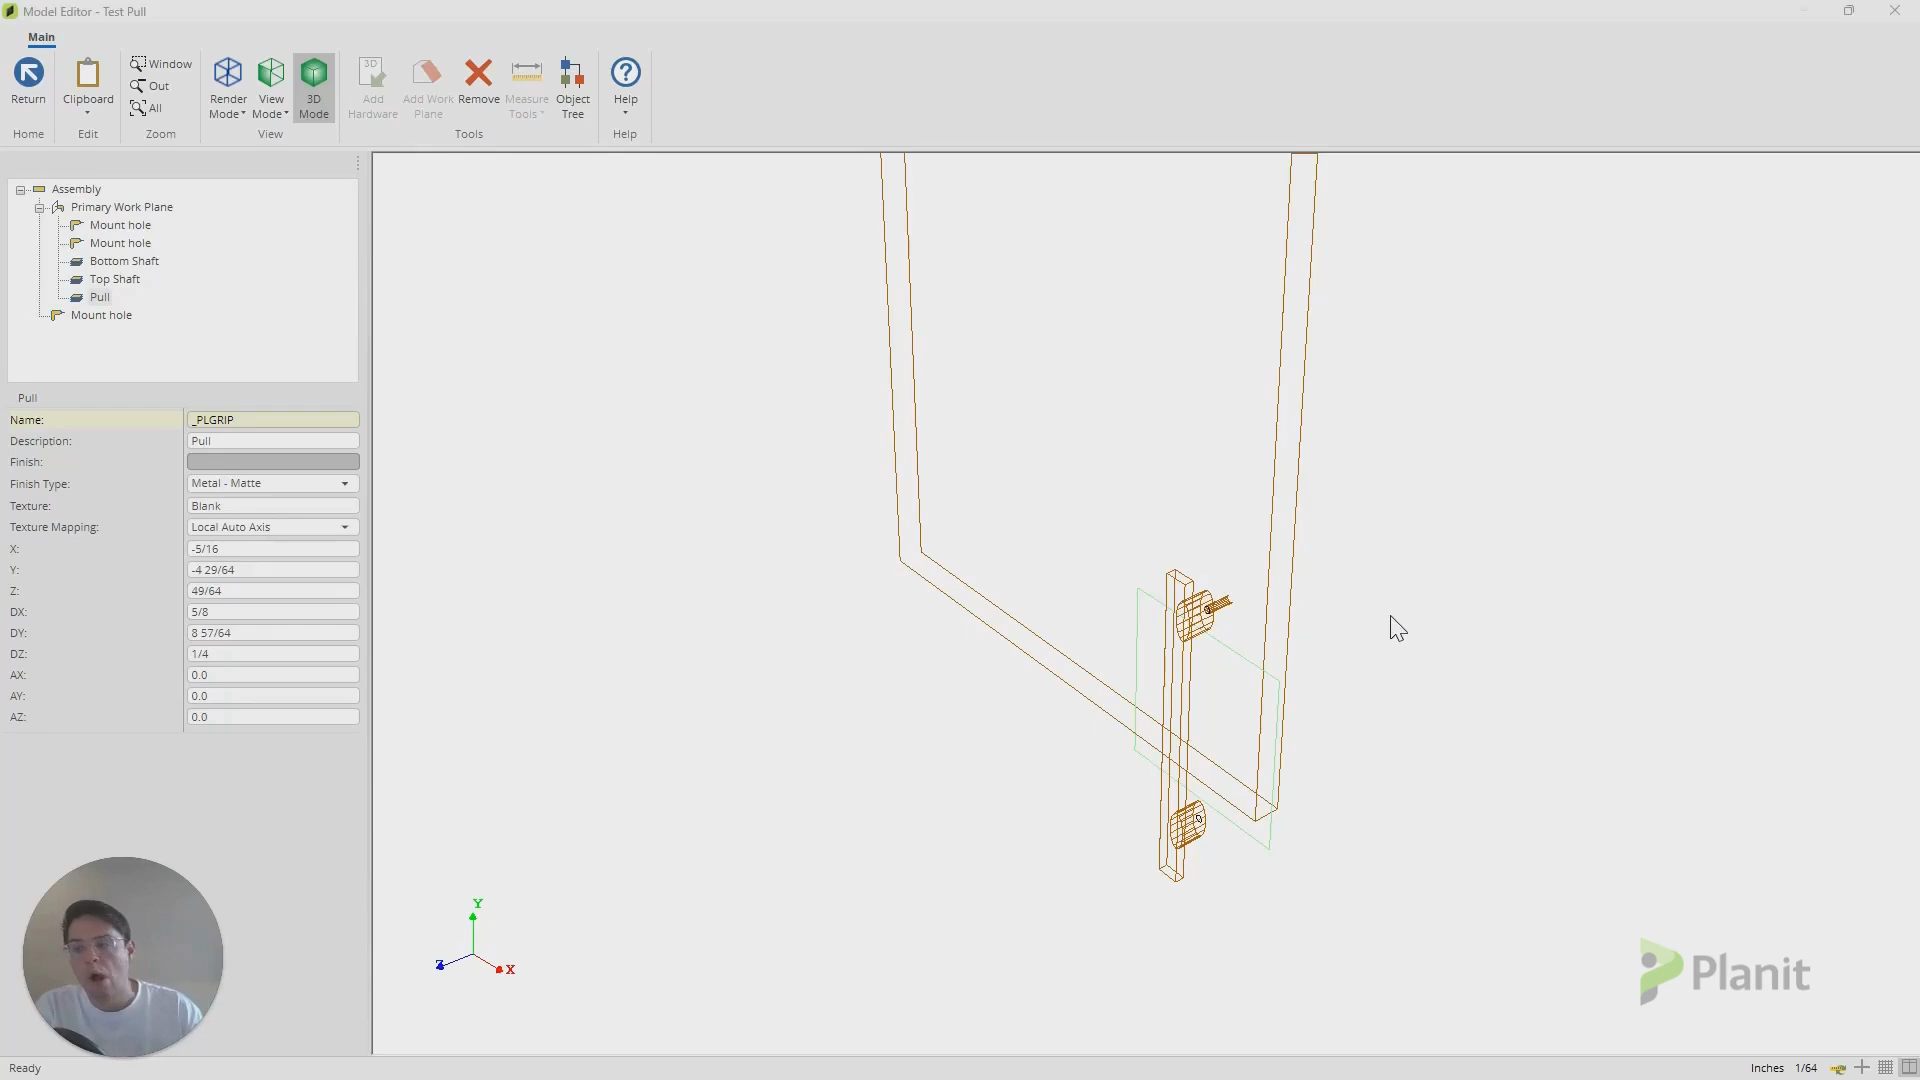 Model Editor - Test Pull
Main
Return
Clipboard
Window
Out
All
Render Mode
View Mode
3D Mode
3D
Add Hardware
Add Work Plane
Remove
Measure Tools
Object Tree
Help
Home
Edit
Zoom
View
Tools
Help
Assembly
Primary Work Plane
Mount hole
Mount hole
Bottom Shaft
Top Shaft
Pull
Mount hole
Pull
Name: _PLGRIP
Description: Pull
Finish:
Finish Type: Metal - Matte
Texture: Blank
Texture Mapping: Local Auto Axis
X: -5/16
Y: -4 29/64
Z: 49/64
DX: 5/8
DY: 8 57/64
DZ: 1/4
AX: 0.0
AY: 0.0
AZ: 0.0
Y
Z
X
Planit
Ready
Inches 1/64